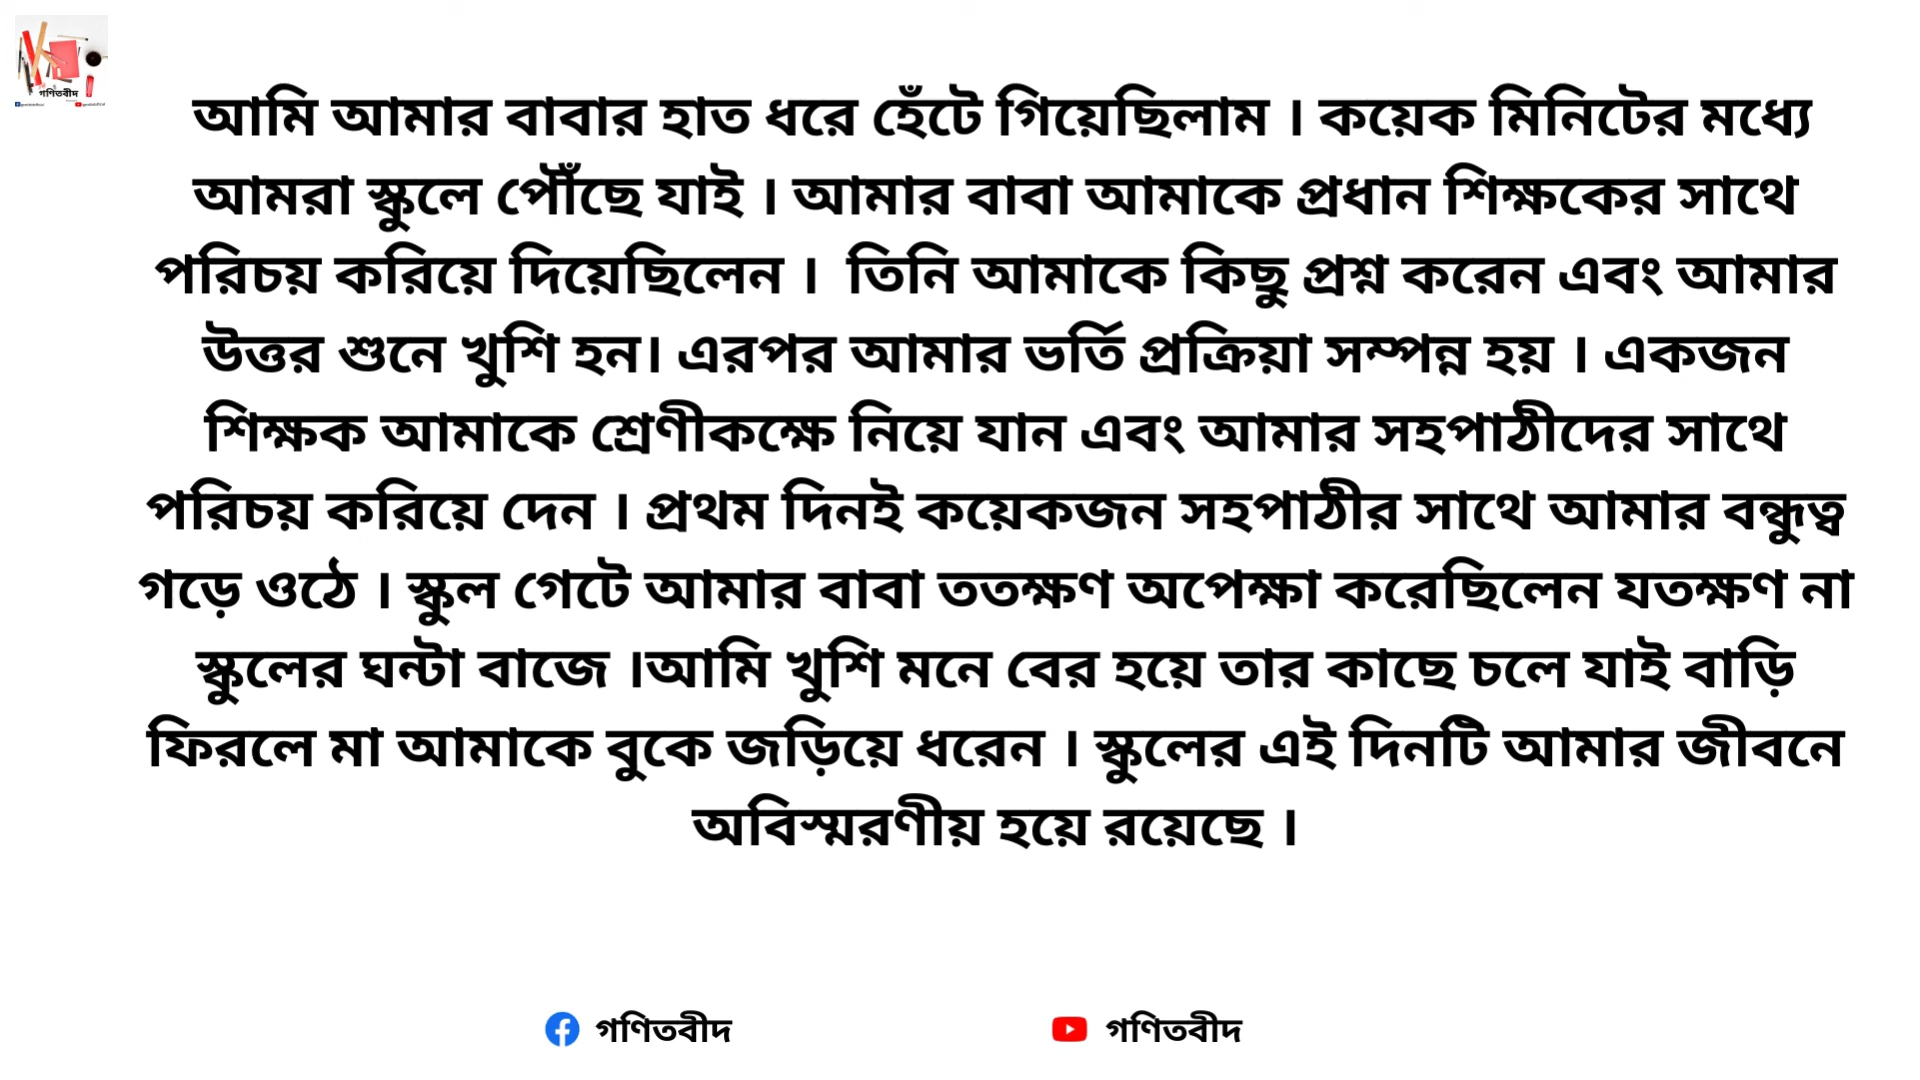 গণিতবীদ
আমি আমার বাবার হাত ধরে হেঁটে গিয়েছিলাম । কয়েক মিনিটের মধ্যে
আমরা স্কুলে পৌঁছে যাই । আমার বাবা আমাকে প্রধান শিক্ষকের সাথে
পরিচয় করিয়ে দিয়েছিলেন । তিনি আমাকে কিছু প্রশ্ন করেন এবং আমার
উত্তর শুনে খুশি হন। এরপর আমার ভর্তি প্রক্রিয়া সম্পন্ন হয় । একজন
শিক্ষক আমাকে শ্রেণীকক্ষে নিয়ে যান এবং আমার সহপাঠীদের সাথে
পরিচয় করিয়ে দেন । প্রথম দিনই কয়েকজন সহপাঠীর সাথে আমার বন্ধুত্ব
গড়ে ওঠে । স্কুল গেটে আমার বাবা ততক্ষণ অপেক্ষা করেছিলেন যতক্ষণ না
স্কুলের ঘন্টা বাজে ।আমি খুশি মনে বের হয়ে তার কাছে চলে যাই বাড়ি
ফিরলে মা আমাকে বুকে জড়িয়ে ধরেন । স্কুলের এই দিনটি আমার জীবনে
অবিস্মরণীয় হয়ে রয়েছে ।
গণিতবীদ
গণিতবীদ